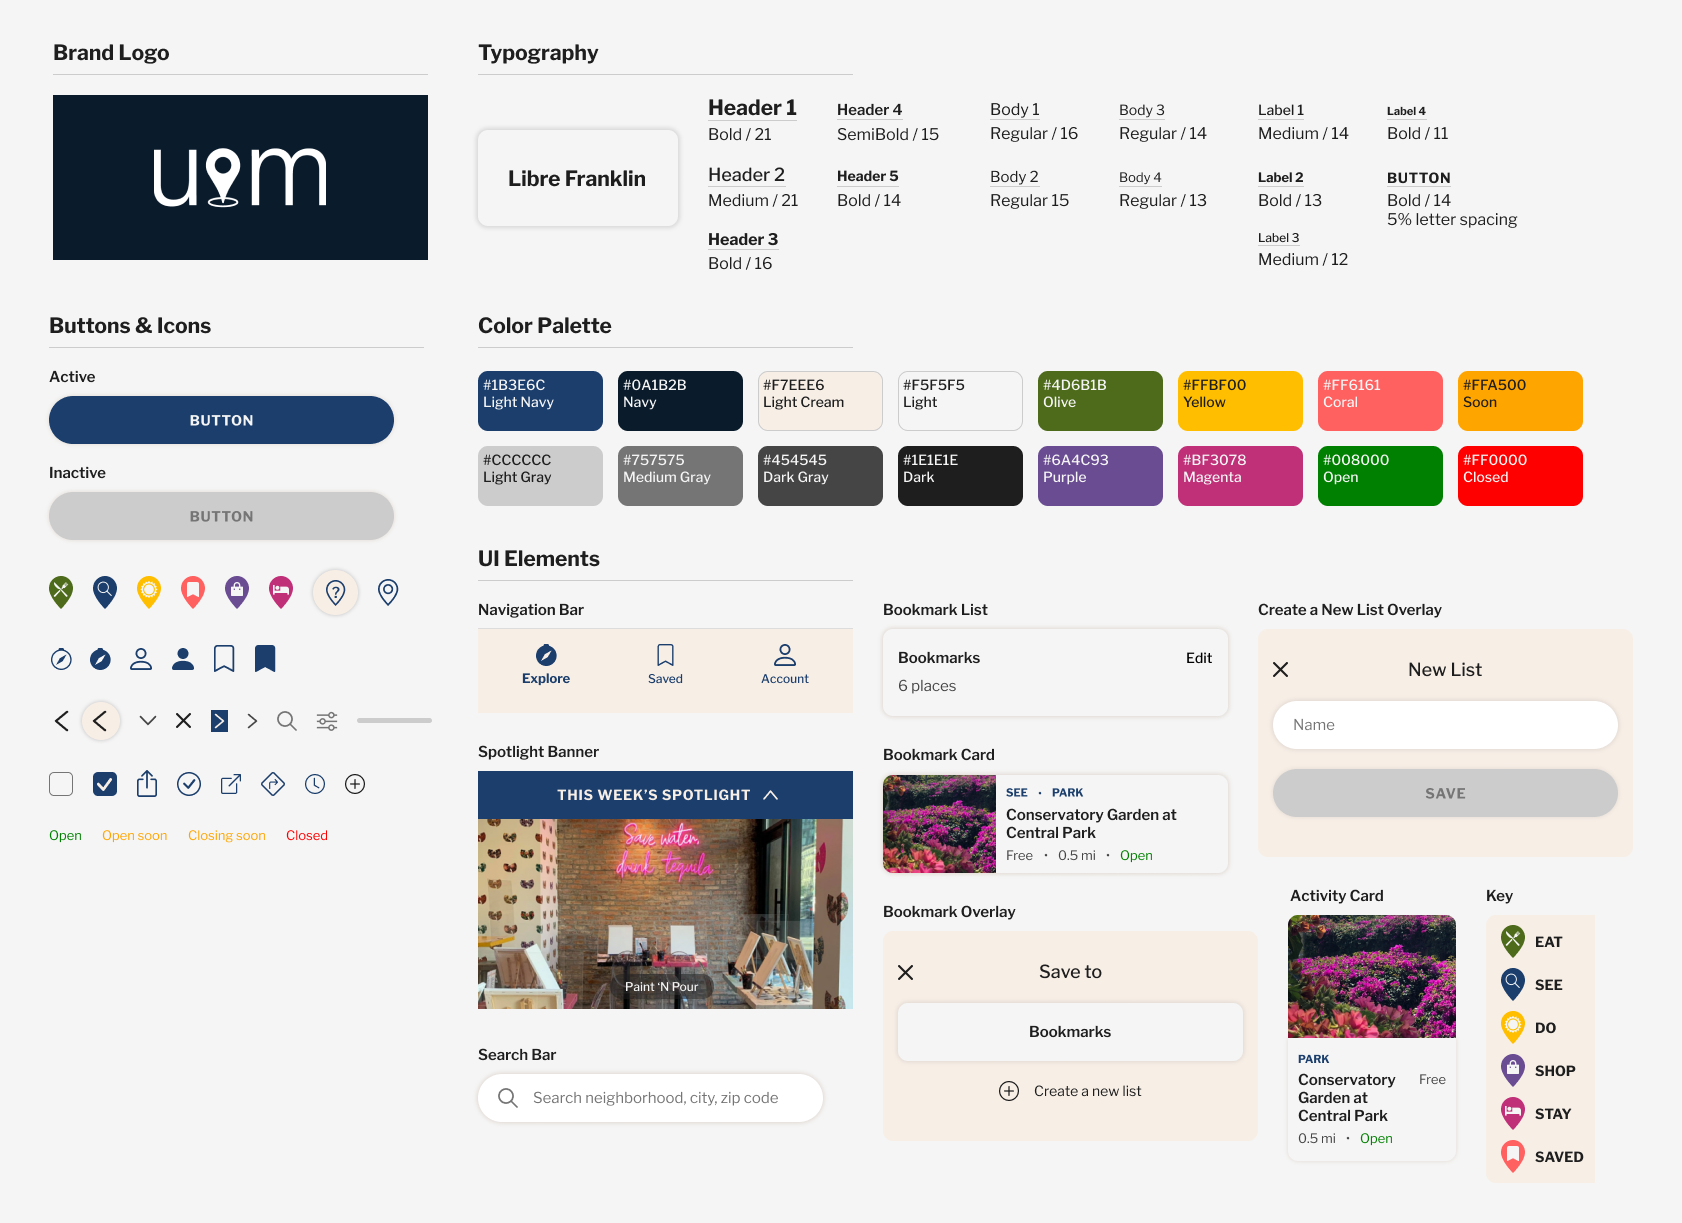 Brand Logo
uom
Typography
Libre Franklin
Header 1
Bold / 21
Header 2
Medium / 21
Header 3
Bold / 16
Header 4
SemiBold / 15
Header 5
Bold / 14
Body 1
Regular / 16
Body 2
Regular 15
Body 3
Regular / 14
Body 4
Regular / 13
Label 1
Medium / 14
Label 2
Bold / 13
Label 3
Medium / 12
Label 4
Bold / 11
BUTTON
Bold / 14
5% letter spacing
Buttons & Icons
Active
BUTTON
Inactive
BUTTON
?
Open
Open soon
Closing soon
Closed
Color Palette
#1B3E6C
Light Navy
#0A1B2B
Navy
#F7EEE6
Light Cream
#F5F5F5
Light
#4D6B1B
Olive
#FFBF00
Yellow
#FF6161
Coral
#FFA500
Soon
#CCCCCC
Light Gray
#757575
Medium Gray
#454545
Dark Gray
#1E1E1E
Dark
#6A4C93
Purple
#BF3078
Magenta
#008000
Open
#FF0000
Closed
UI Elements
Navigation Bar
Explore
Saved
Account
Spotlight Banner
THIS WEEK'S SPOTLIGHT
Save water,
drink tequila
Paint ‘N Pour
Search Bar
Search neighborhood, city, zip code
Bookmark List
Bookmarks
Edit
6 places
Bookmark Card
SEE • PARK
Conservatory Garden at
Central Park
Free • 0.5 mi • Open
Bookmark Overlay
Save to
Bookmarks
Create a new list
Create a New List Overlay
New List
Name
SAVE
Activity Card
PARK
Conservatory
Garden at
Central Park
Free
0.5 mi • Open
Key
EAT
SEE
DO
SHOP
STAY
SAVED